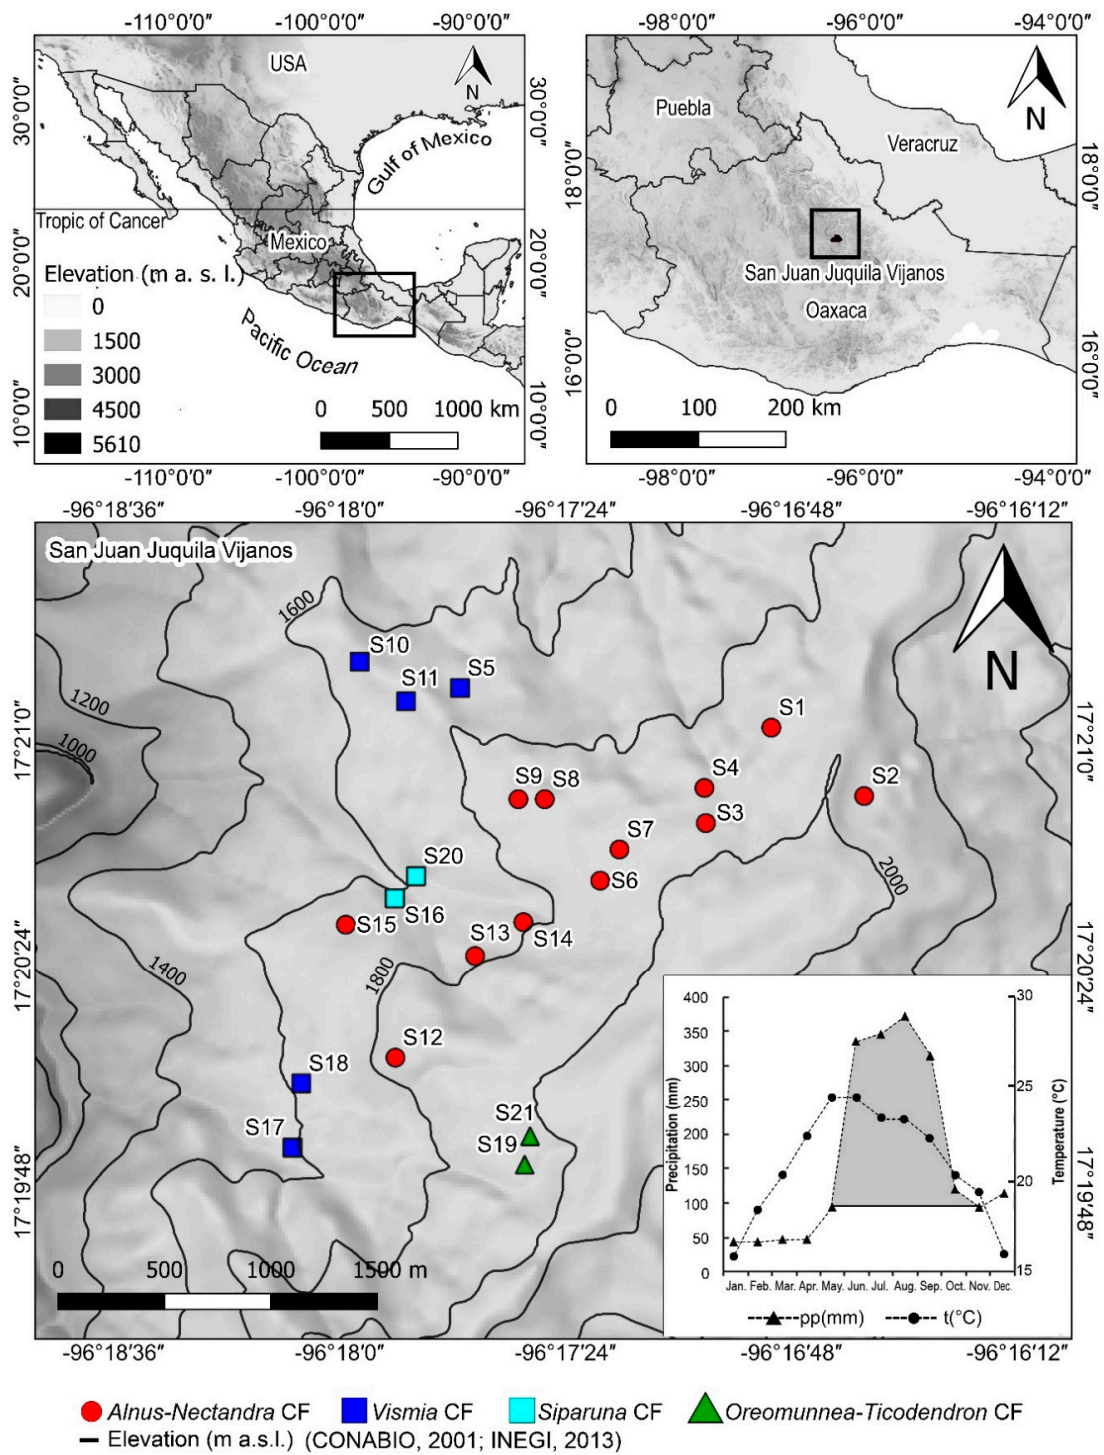 -110°0'0" -100°0'0" -90°0'0"
-98°0'0" -96°0'0" -94°0'0"
USA
N
30°0'0"
30°0'0"
Gulf of Mexico
Tropic of Cancer
Mexico
20°0'0"
20°0'0"
Elevation (m a. s. l.)
0
1500
3000
4500
5610
Pacific Ocean
10°0'0"
10°0'0"
0 500 1000 km
-110°0'0" -100°0'0" -90°0'0"
Puebla
N
Veracruz
18°0'0"
18°0'0"
San Juan Juquila Vijanos
Oaxaca
16°0'0"
19°0'0"
0 100 200 km
-98°0'0" -96°0'0" -94°0'0"
-96°18'36" -96°18'0" -96°17'24" -96°16'48" -96°16'12"
San Juan Juquila Vijanos
N
1600
S10
S11
S5
1200
1000
S1
17°21'0"
17°21'0"
S4
S2
S9
S8
S3
S7
S6
2000
S20
S16
S15
S13
S14
17°20'24"
17°20'24"
1400
1800
S12
S18
S17
S21
S19
17°19'48"
17°19'48"
0 500 1000 1500 m
400
350
300
250
200
150
100
50
0
Precipitation (mm)
30
25
20
15
Temperature (°C)
Jan. Feb. Mar. Apr. May. Jun. Jul. Aug. Sep. Oct. Nov. Dec.
pp(mm) t(°C)
-96°18'36" -96°18'0" -96°17'24" -96°16'48" -96°16'12"
Alnus-Nectandra CF Vismia CF Siparuna CF Oreomunnea-Ticodendron CF
Elevation (m a.s.l.) (CONABIO, 2001; INEGI, 2013)